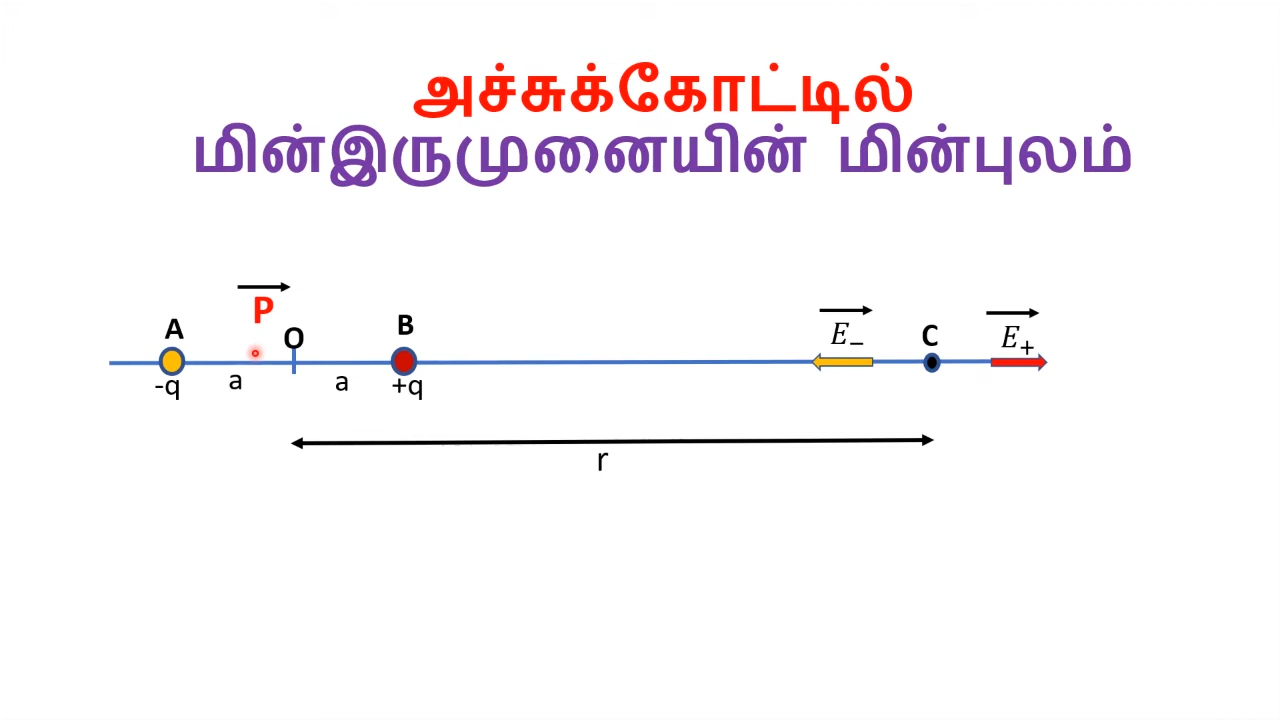 அச்சுக்கோட்டில்
மின்இருமுனையின் மின்புலம்
P
A
O
B
E₋
C
E₊
-q
a
a
+q
r